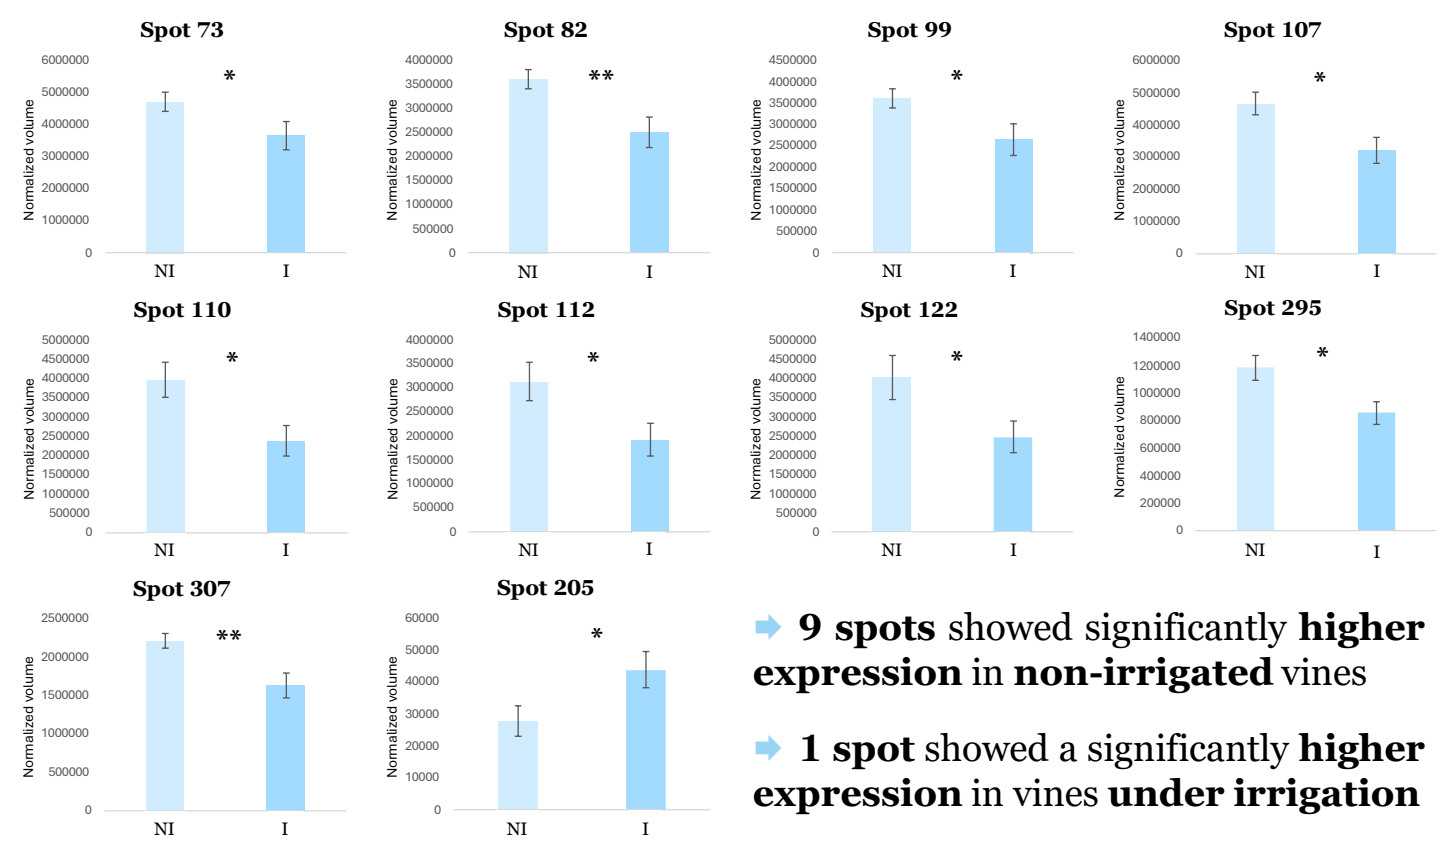 Spot 73
6000000
5000000
4000000
3000000
2000000
1000000
0
Normalized volume
*
NI
I
Spot 82
4000000
3500000
3000000
2500000
2000000
1500000
1000000
500000
0
Normalized volume
**
NI
I
Spot 99
4500000
4000000
3500000
3000000
2500000
2000000
1500000
1000000
500000
0
Normalized volume
*
NI
I
Spot 107
6000000
5000000
4000000
3000000
2000000
1000000
0
Normalized volume
*
NI
I
Spot 110
5000000
4500000
4000000
3500000
3000000
2500000
2000000
1500000
1000000
500000
0
Normalized volume
*
NI
I
Spot 112
4000000
3500000
3000000
2500000
2000000
1500000
1000000
500000
0
Normalized volume
*
NI
I
Spot 122
5000000
4500000
4000000
3500000
3000000
2500000
2000000
1500000
1000000
500000
0
Normalized volume
*
NI
I
Spot 295
1400000
1200000
1000000
800000
600000
400000
200000
0
Normalized volume
*
NI
I
Spot 307
2500000
2000000
1500000
1000000
500000
0
Normalized volume
**
NI
I
Spot 205
60000
50000
40000
30000
20000
10000
0
Normalized volume
*
NI
I
9 spots showed significantly higher
expression in non-irrigated vines
1 spot showed a significantly higher
expression in vines under irrigation